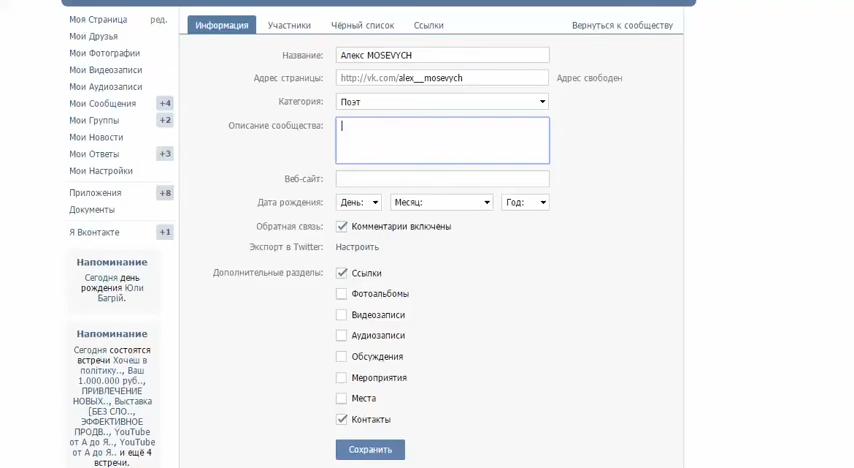 Моя Страница ред.
Мои Друзья
Мои Фотографии
Мои Видеозаписи
Мои Аудиозаписи
Мои Сообщения +4
Мои Группы +2
Мои Новости
Мои Ответы +3
Мои Настройки
Приложения +8
Документы
Я Вконтакте +1
Напоминание
Сегодня день
рождения Юли
Багрій.
Напоминание
Сегодня состоятся
встречи Хочеш в
політику.., Ваш
1.000.000 руб..,
ПРИВЛЕЧЕНИЕ
НОВЫХ.., Выставка
[БЕЗ СЛО..,
ЭФФЕКТИВНОЕ
ПРОДВ.., YouTube
от А до Я.., YouTube
от А до Я.. и ещё 4
встречи.
Информация Участники Чёрный список Ссылки Вернуться к сообществу
Название: Алекс MOSEVYCH
Адрес страницы: http://vk.com/alex__mosevych Адрес свободен
Категория: Поэт
Описание сообщества:
Веб-сайт:
Дата рождения: День: Месяц: Год:
Обратная связь: Комментарии включены
Экспорт в Twitter: Настроить
Дополнительные разделы: Ссылки
Фотоальбомы
Видеозаписи
Аудиозаписи
Обсуждения
Мероприятия
Места
Контакты
Сохранить